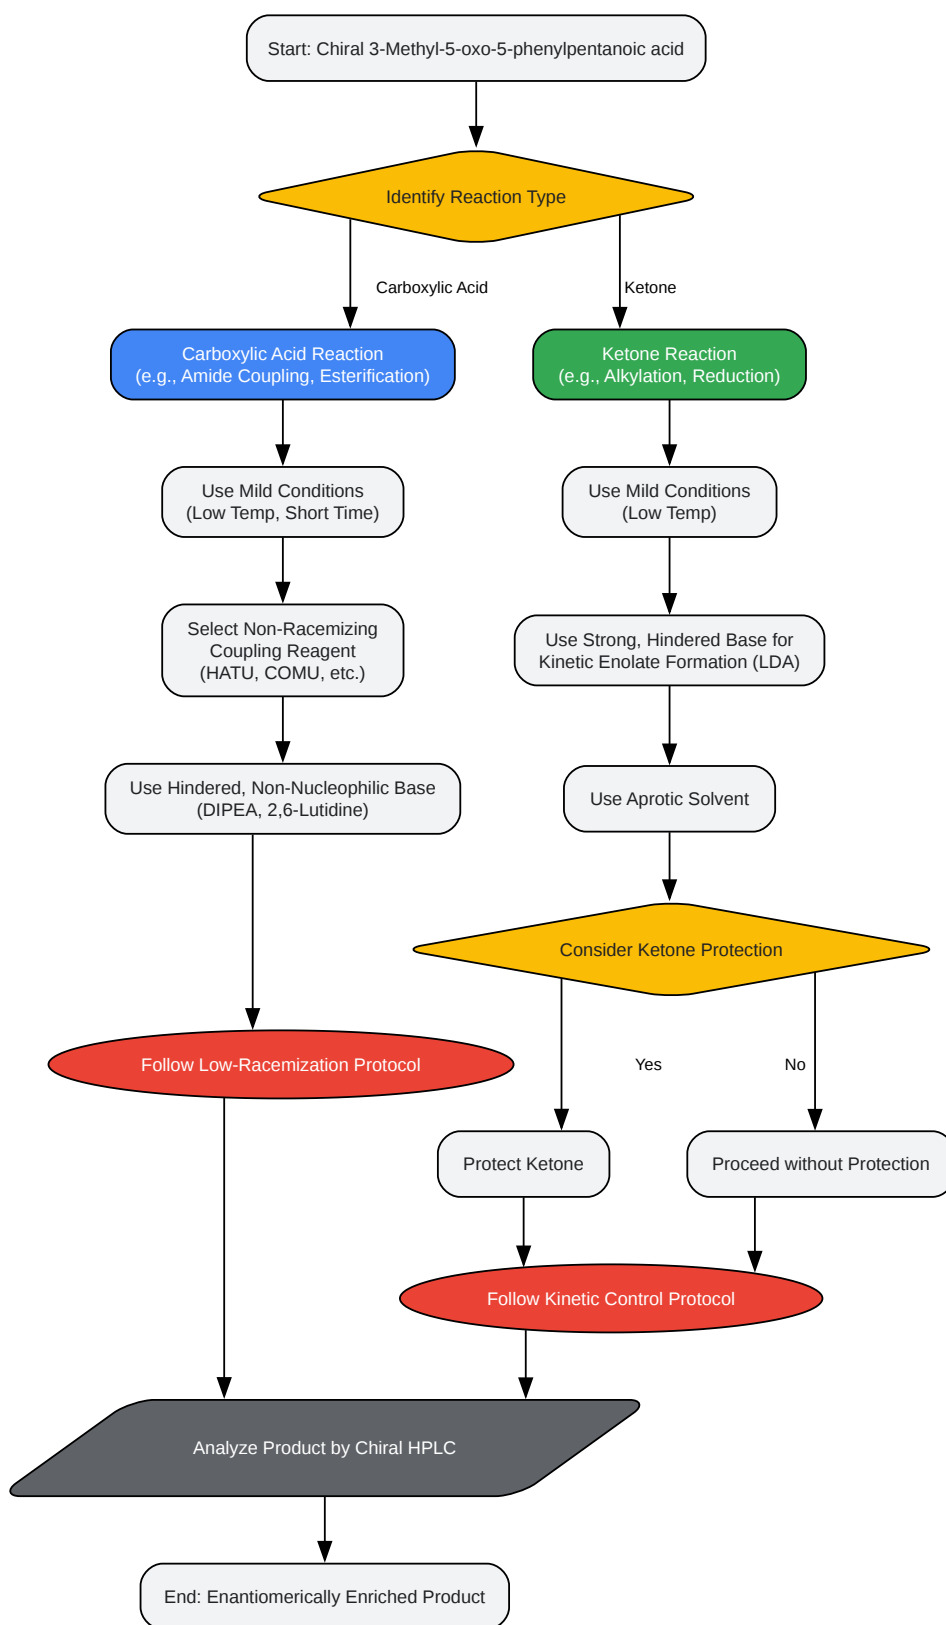 Start: Chiral 3-Methyl-5-oxo-5-phenylpentanoic acid
Identify Reaction Type
Carboxylic Acid
Ketone
Carboxylic Acid Reaction
(e.g., Amide Coupling, Esterification)
Ketone Reaction
(e.g., Alkylation, Reduction)
Use Mild Conditions
(Low Temp, Short Time)
Use Mild Conditions
(Low Temp)
Select Non-Racemizing
Coupling Reagent
(HATU, COMU, etc.)
Use Strong, Hindered Base for
Kinetic Enolate Formation (LDA)
Use Hindered, Non-Nucleophilic Base
(DIPEA, 2,6-Lutidine)
Use Aprotic Solvent
Consider Ketone Protection
Follow Low-Racemization Protocol
Yes
No
Protect Ketone
Proceed without Protection
Follow Kinetic Control Protocol
Analyze Product by Chiral HPLC
End: Enantiomerically Enriched Product